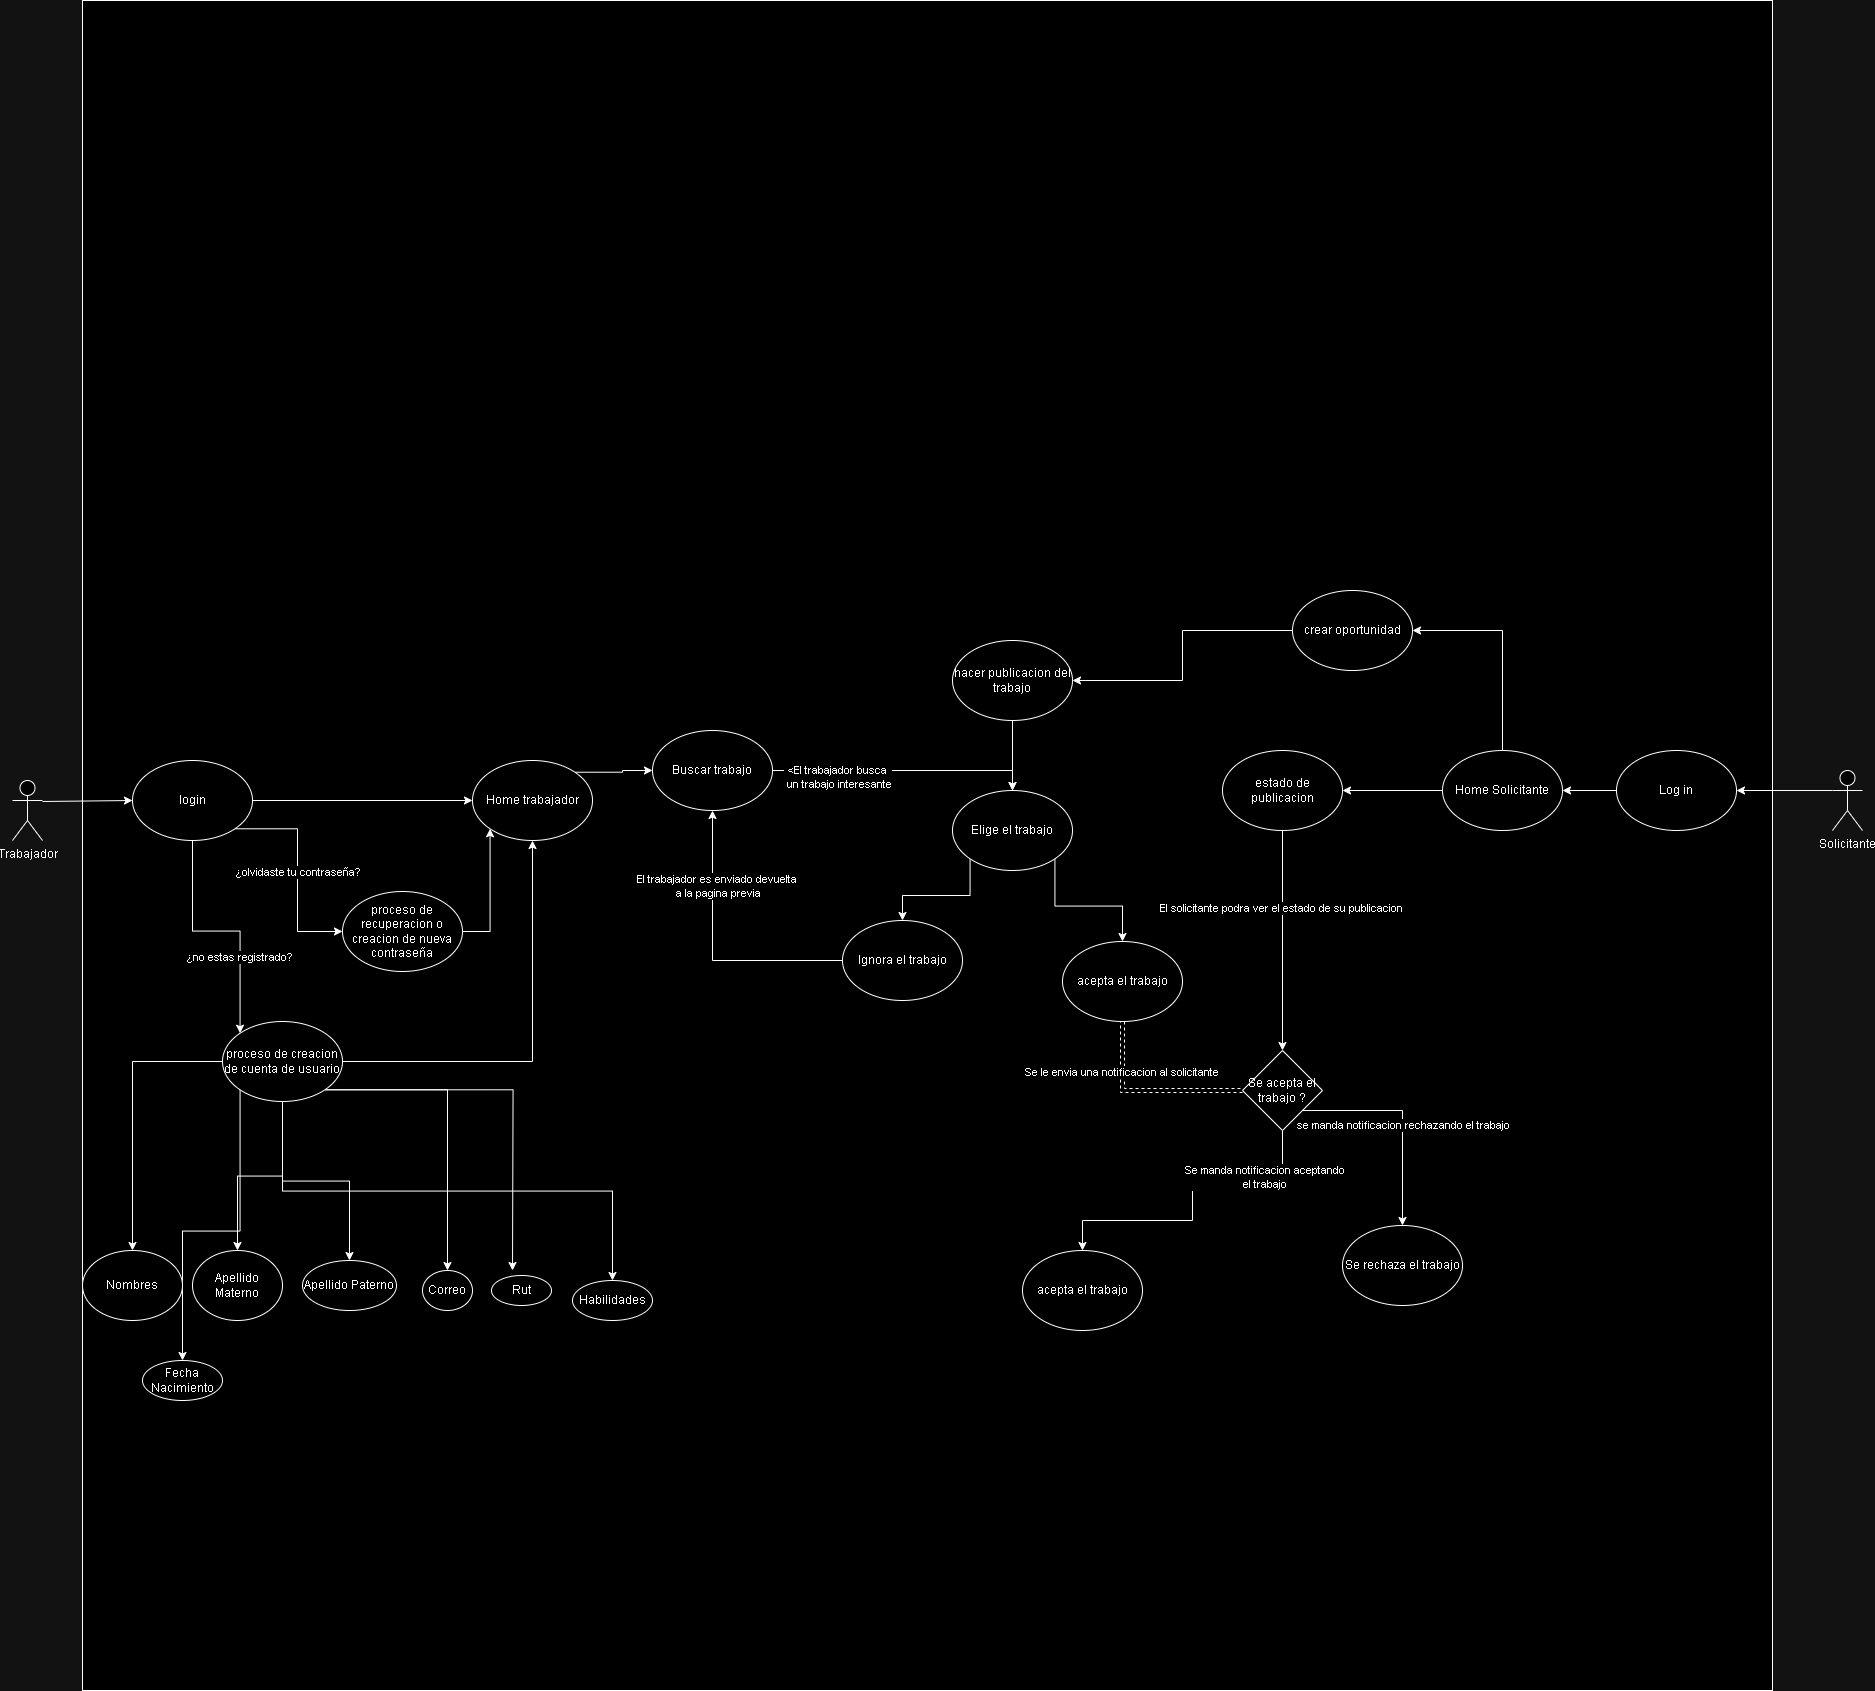 crear oportunidad
hacer publicacion del
trabajo
Buscar trabajo
<El trabajador busca
un trabajo interesante
estado de
publicacion
Home Solicitante
Log in
login
Home trabajador
Elige el trabajo
Trabajador
Solicitante
¿olvidaste tu contraseña?
El trabajador es enviado devuelta
a la pagina previa
El solicitante podra ver el estado de su publicacion
proceso de
recuperacion o
creacion de nueva
contraseña
¿no estas registrado?
Ignora el trabajo
acepta el trabajo
proceso de creacion
de cuenta de usuario
Se le envia una notificacion al solicitante
Se acepta el
trabajo ?
se manda notificacion rechazando el trabajo
Se manda notificacion aceptando
el trabajo
Nombres
Apellido
Materno
Apellido Paterno
Correo
Rut
Habilidades
acepta el trabajo
Se rechaza el trabajo
Fecha
Nacimiento